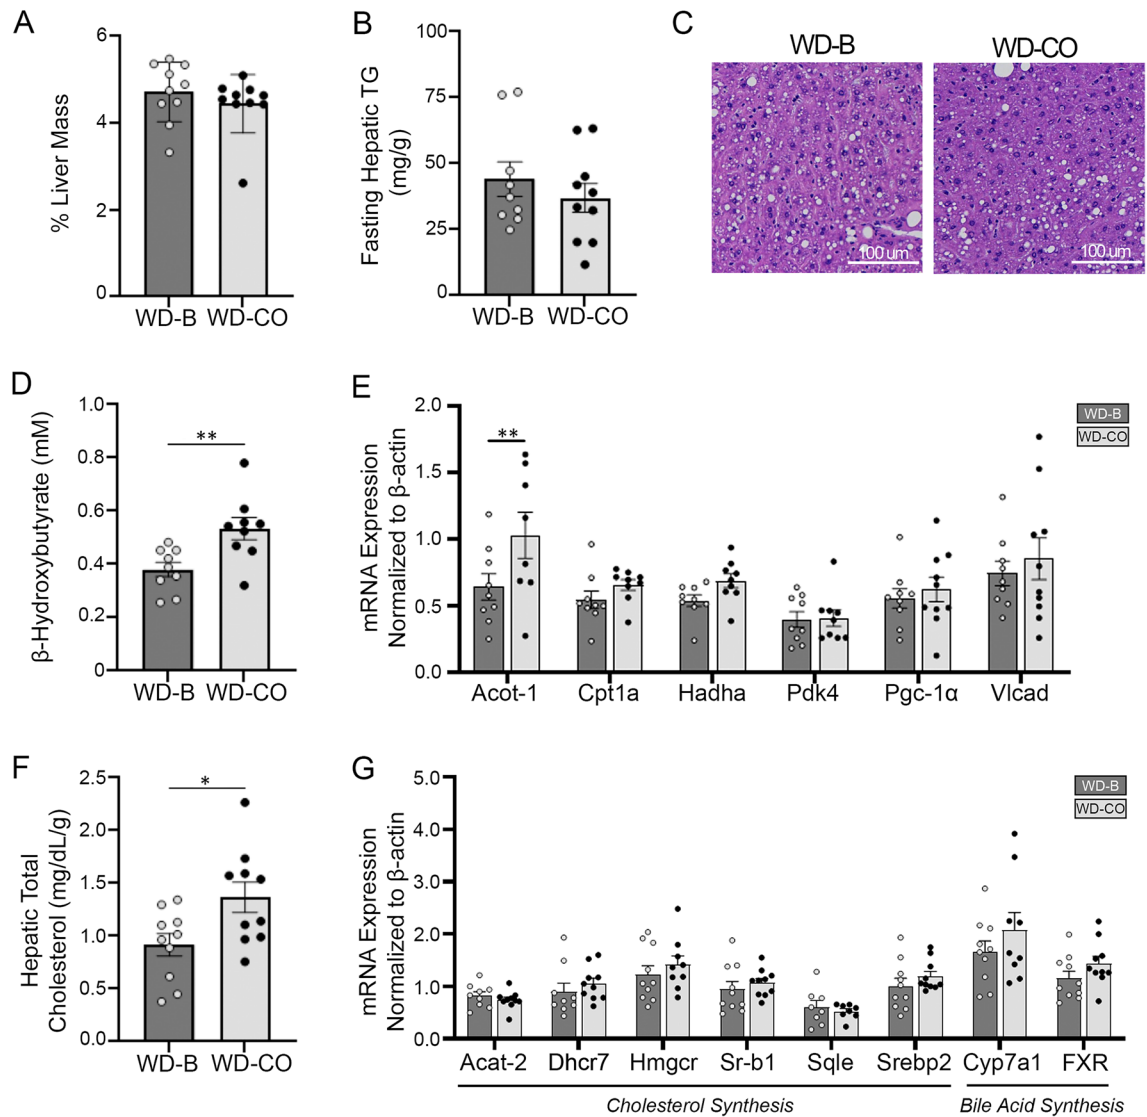 A
% Liver Mass
6
4
2
0
WD-B
WD-CO
B
Fasting Hepatic TG
(mg/g)
100
75
50
25
0
WD-B
WD-CO
C
WD-B
WD-CO
100 um
100 um
D
β-Hydroxybutyrate (mM)
1.0
0.8
0.6
0.4
0.2
0
**
WD-B
WD-CO
E
mRNA Expression
Normalized to β-actin
2.0
1.5
1.0
0.5
0.0
**
WD-B
WD-CO
Acot-1
Cpt1a
Hadha
Pdk4
Pgc-1α
Vlcad
F
Hepatic Total
Cholesterol (mg/dL/g)
2.5
2.0
1.5
1.0
0.5
0.0
*
WD-B
WD-CO
G
mRNA Expression
Normalized to β-actin
5.0
4.0
3.0
2.0
1.0
0.0
WD-B
WD-CO
Acat-2
Dhcr7
Hmgcr
Sr-b1
Sqle
Srebp2
Cyp7a1
FXR
Cholesterol Synthesis
Bile Acid Synthesis